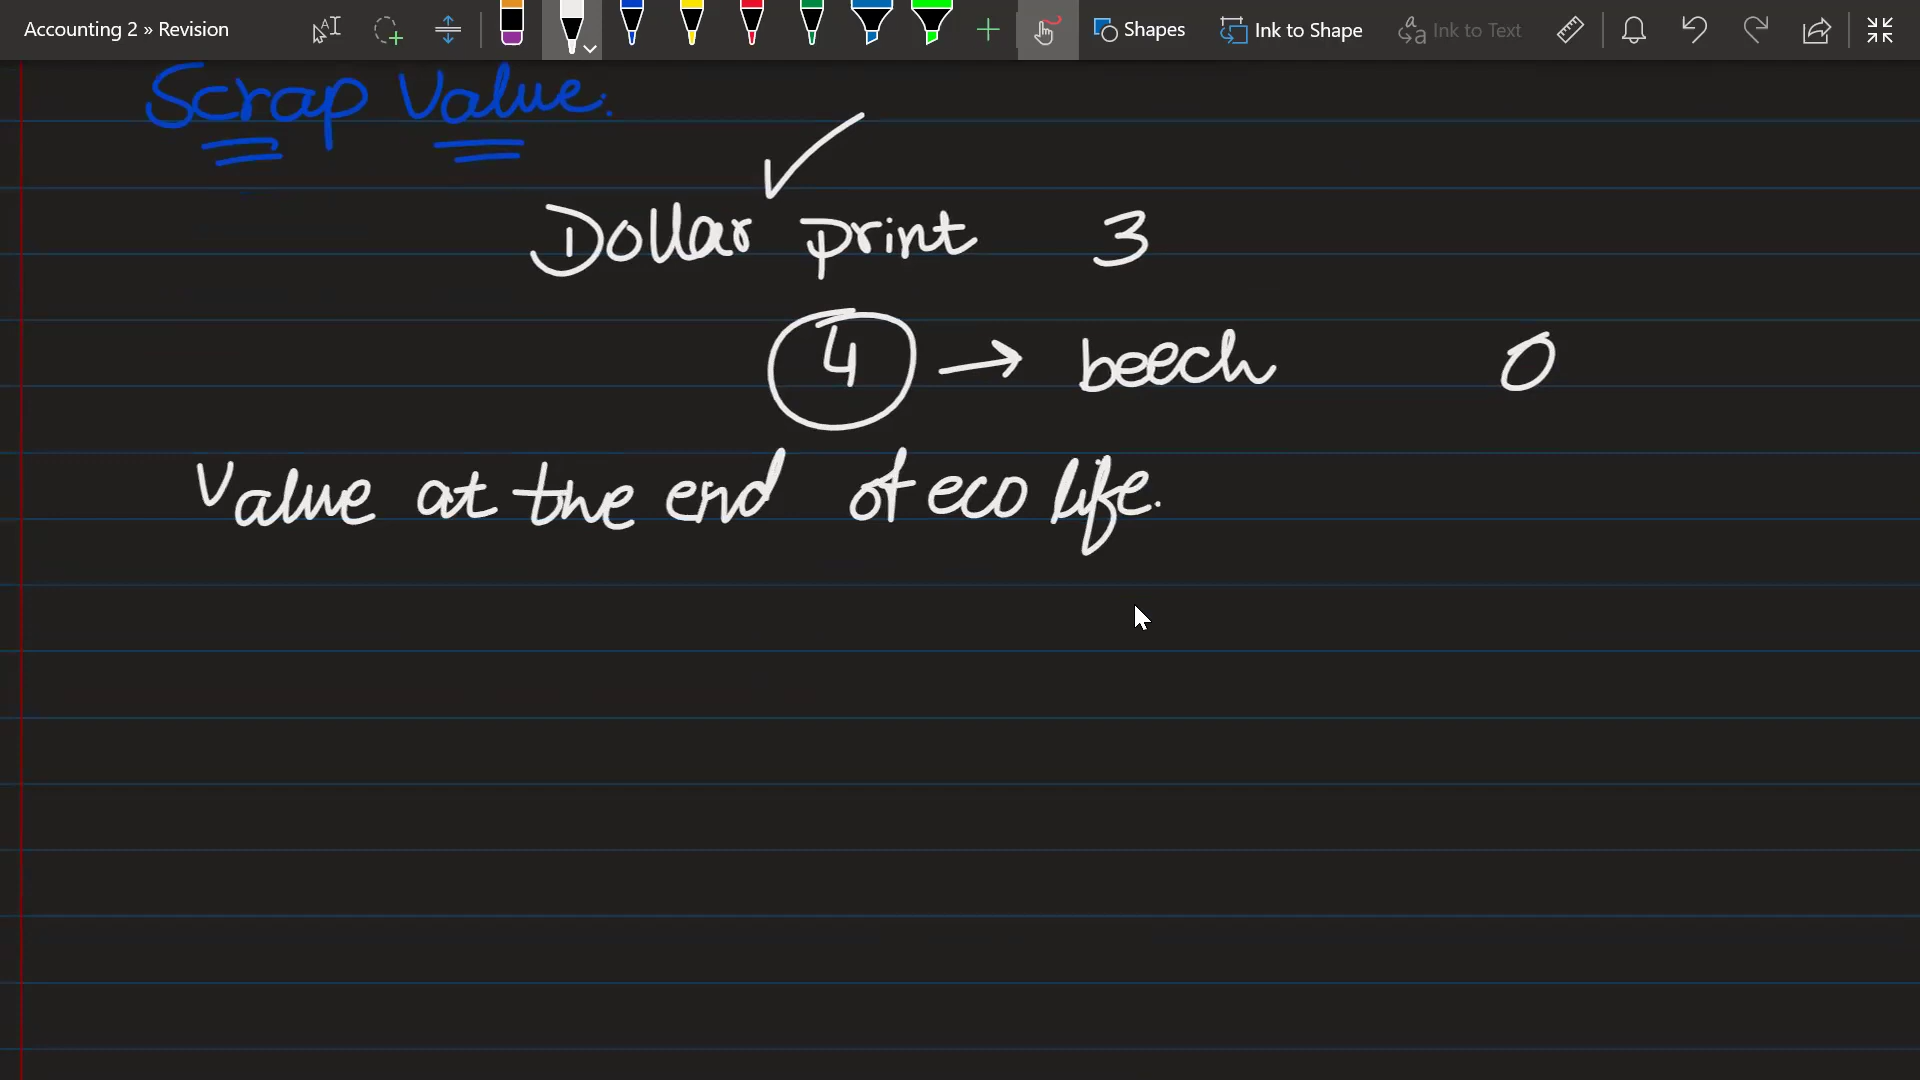 Accounting 2 » Revision Shapes Ink to Shape Ink to Text
Scrap Value:
Dollar print 3
4 → beech 0
Value at the end of eco life.